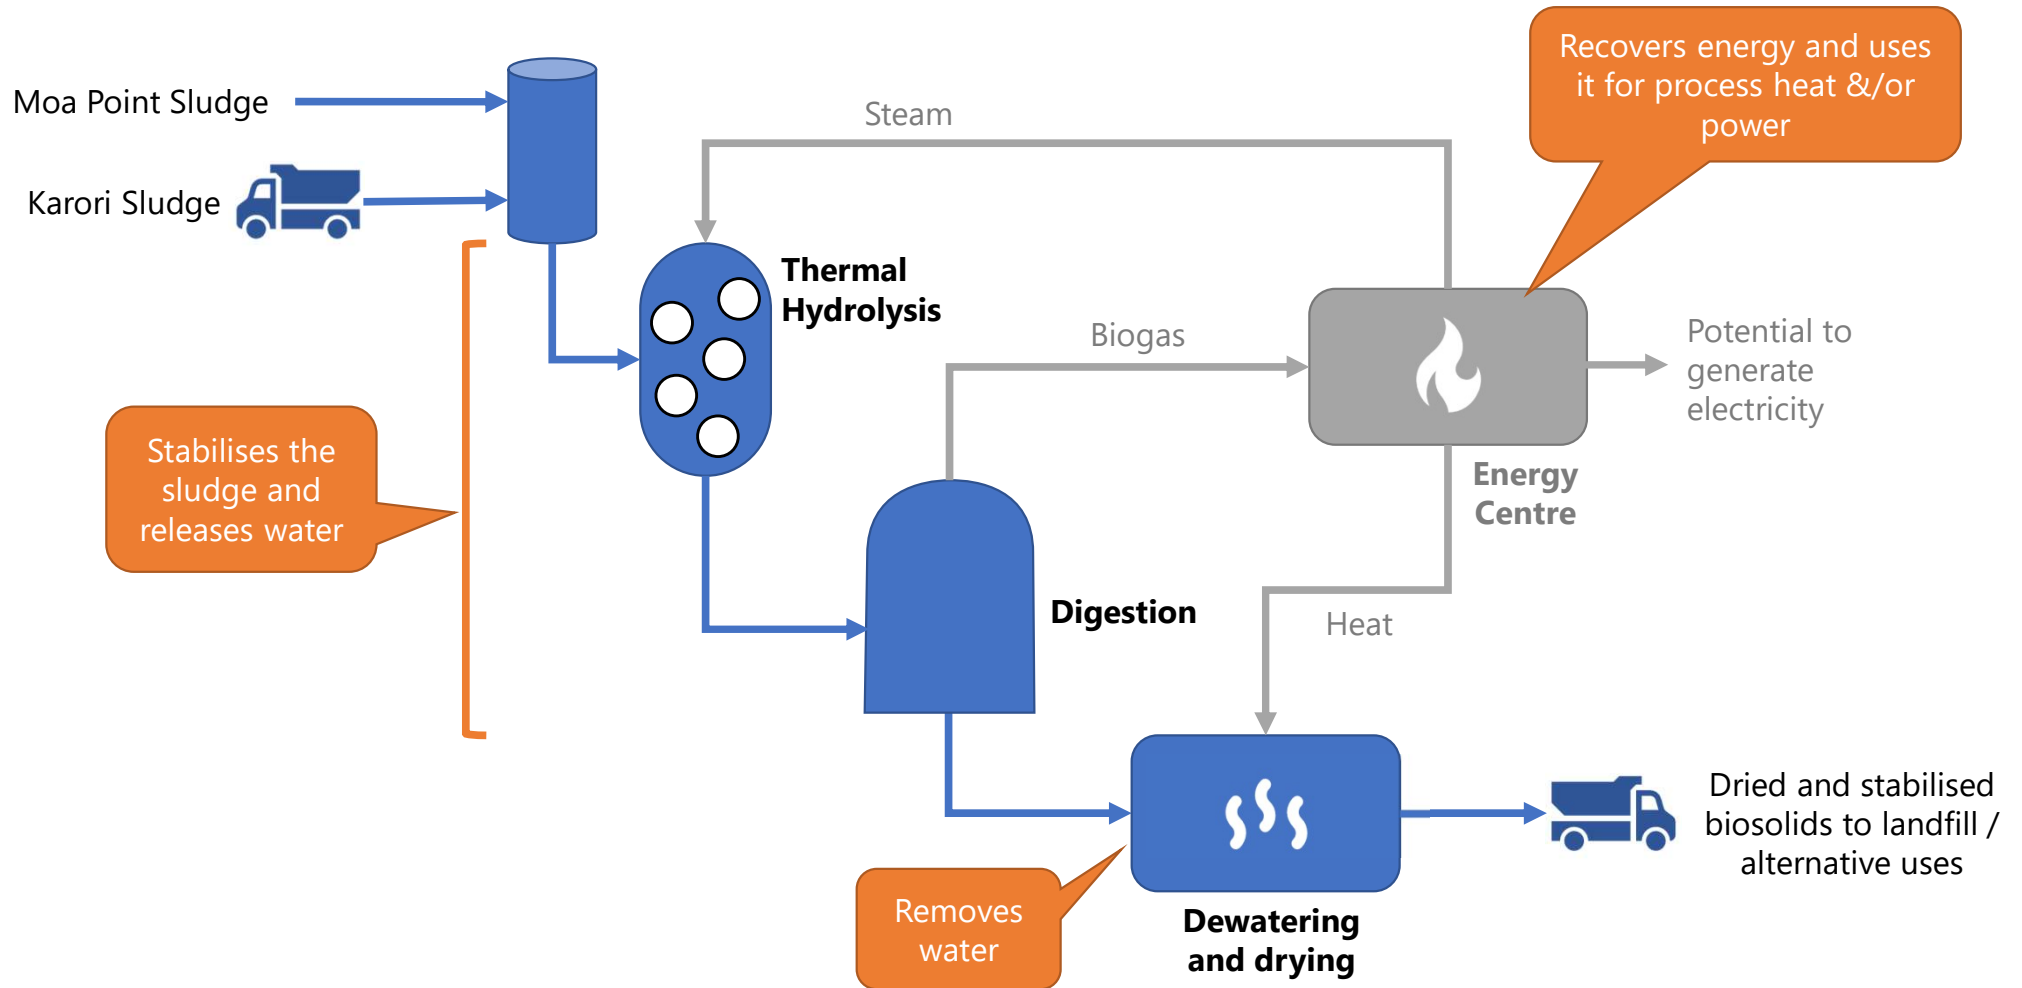 Recovers energy and uses
it for process heat &/or
power
Moa Point Sludge
Steam
Karori Sludge
Thermal
Hydrolysis
Biogas
Potential to
generate
electricity
Stabilises the
sludge and
releases water
Energy
Centre
Digestion
Heat
Dried and stabilised
biosolids to landfill /
alternative uses
Removes
water
Dewatering
and drying